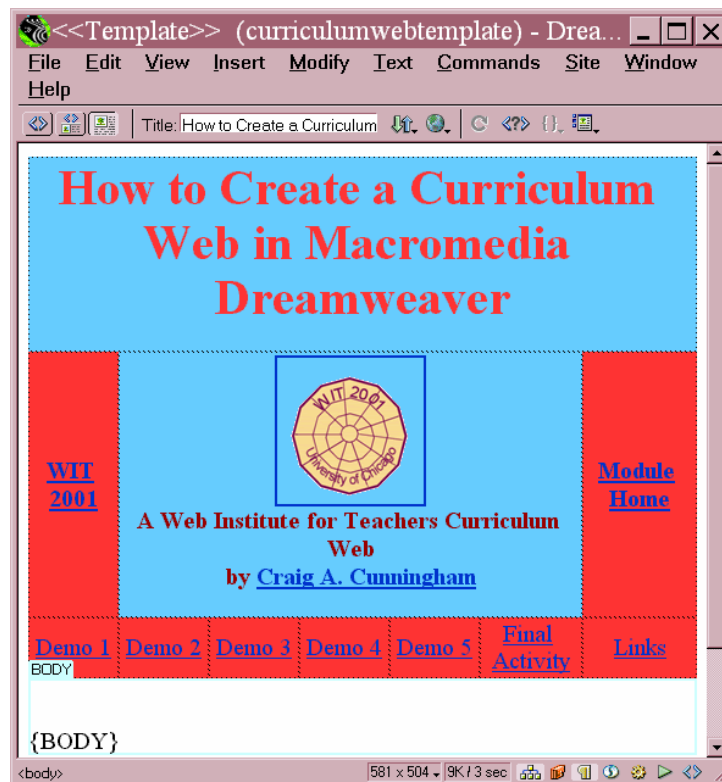 <<Template>> (curriculumwebtemplate) - Drea...
File Edit View Insert Modify Text Commands Site Window
Help
Title: How to Create a Curriculum
How to Create a Curriculum
Web in Macromedia
Dreamweaver
WIT 2001
University of Chicago
WIT
2001
Module
Home
A Web Institute for Teachers Curriculum
Web
by Craig A. Cunningham
Demo 1 Demo 2 Demo 3 Demo 4 Demo 5 Final
Activity Links
BODY
{BODY}
<body> 581 x 504 9K / 3 sec